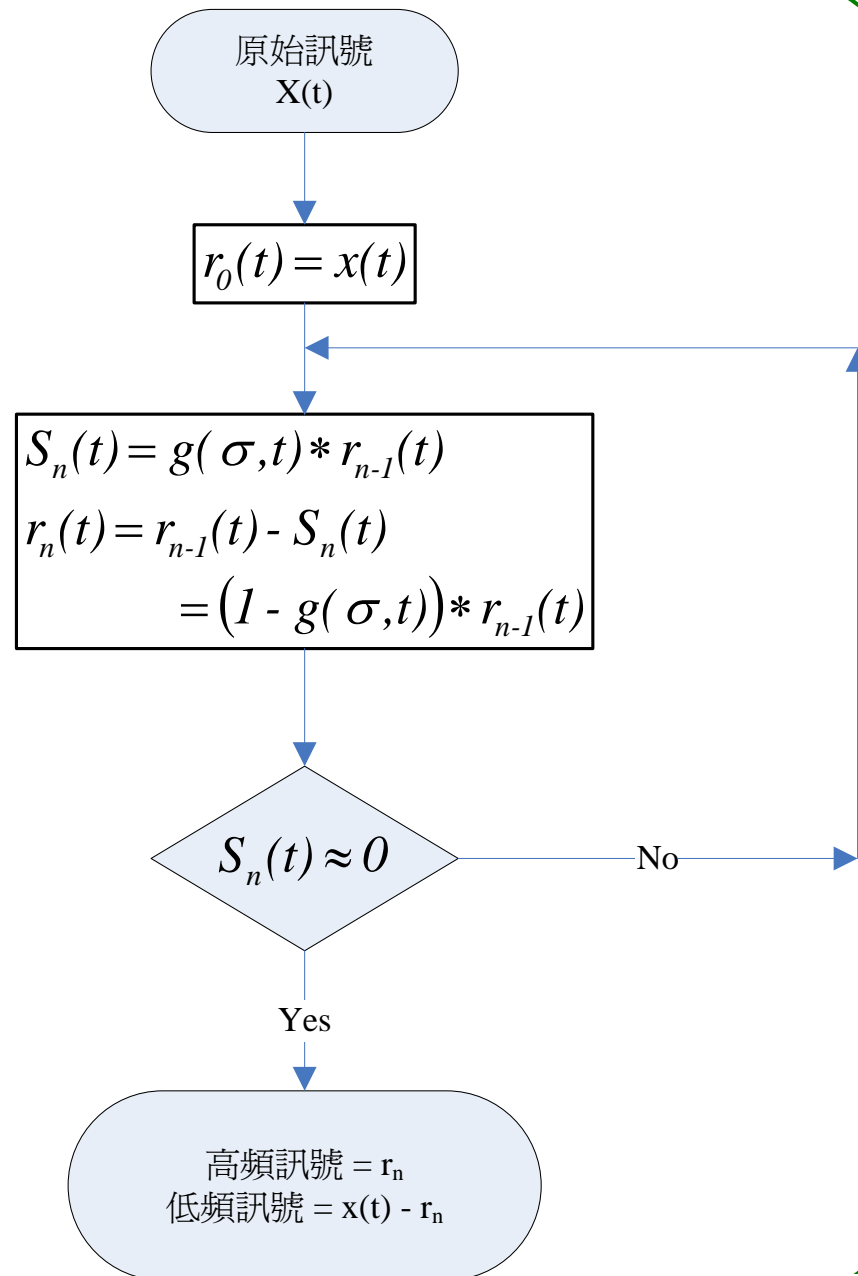 原始訊號
X(t)
r₀(t) = x(t)
Sₙ(t) = g( σ,t) * rₙ₋₁(t)
rₙ(t) = rₙ₋₁(t) - Sₙ(t)
= (1 - g( σ,t)) * rₙ₋₁(t)
Sₙ(t) ≈ 0
No
Yes
高頻訊號 = rₙ
低頻訊號 = x(t) - rₙ